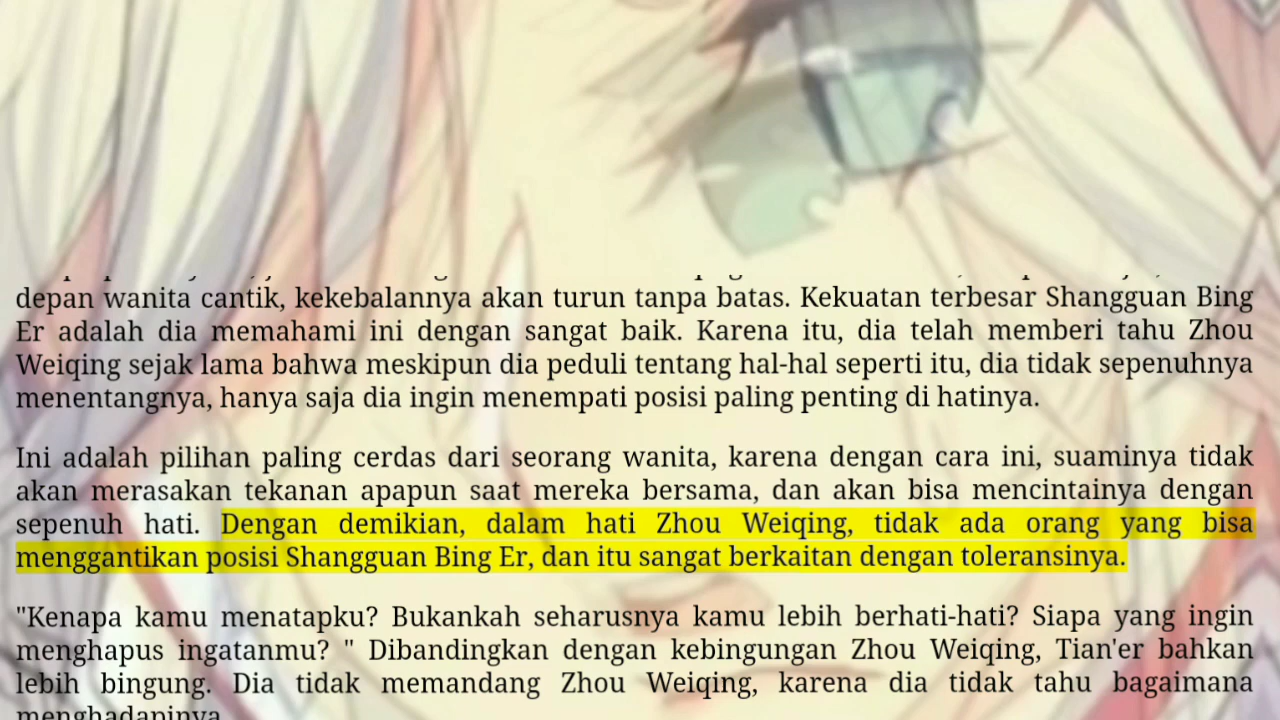 depan wanita cantik, kekebalannya akan turun tanpa batas. Kekuatan terbesar Shangguan Bing
Er adalah dia memahami ini dengan sangat baik. Karena itu, dia telah memberi tahu Zhou
Weiqing sejak lama bahwa meskipun dia peduli tentang hal-hal seperti itu, dia tidak sepenuhnya
menentangnya, hanya saja dia ingin menempati posisi paling penting di hatinya.
Ini adalah pilihan paling cerdas dari seorang wanita, karena dengan cara ini, suaminya tidak
akan merasakan tekanan apapun saat mereka bersama, dan akan bisa mencintainya dengan
sepenuh hati. Dengan demikian, dalam hati Zhou Weiqing, tidak ada orang yang bisa
menggantikan posisi Shangguan Bing Er, dan itu sangat berkaitan dengan toleransinya.
"Kenapa kamu menatapku? Bukankah seharusnya kamu lebih berhati-hati? Siapa yang ingin
menghapus ingatanmu? " Dibandingkan dengan kebingungan Zhou Weiqing, Tian'er bahkan
lebih bingung. Dia tidak memandang Zhou Weiqing, karena dia tidak tahu bagaimana
menghadapinya.